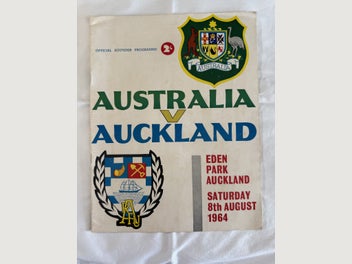 OFFICIAL SOUVENIR PROGRAMME
2/-
AUSTRALIA
AUSTRALIA
V
AUCKLAND
EDEN
PARK
AUCKLAND
SATURDAY
8th AUGUST
1964